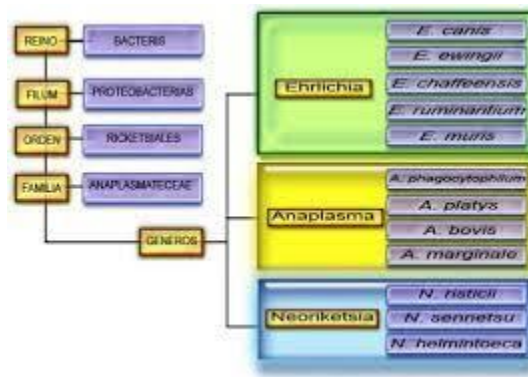 REINO
BACTERIS
FILUM
PROTEOBACTERIAS
ORDEN
RICKETSIALES
FAMILIA
ANAPLASMATECEAE
GENEROS
Ehrlichia
E. canis
E. ewingii
E. chaffeensis
E. ruminantium
E. muris
Anaplasma
A. phagocytophilum
A. platys
A. bovis
A. marginale
Neoriketsia
N. risticii
N. sennetsu
N. helmintoeca